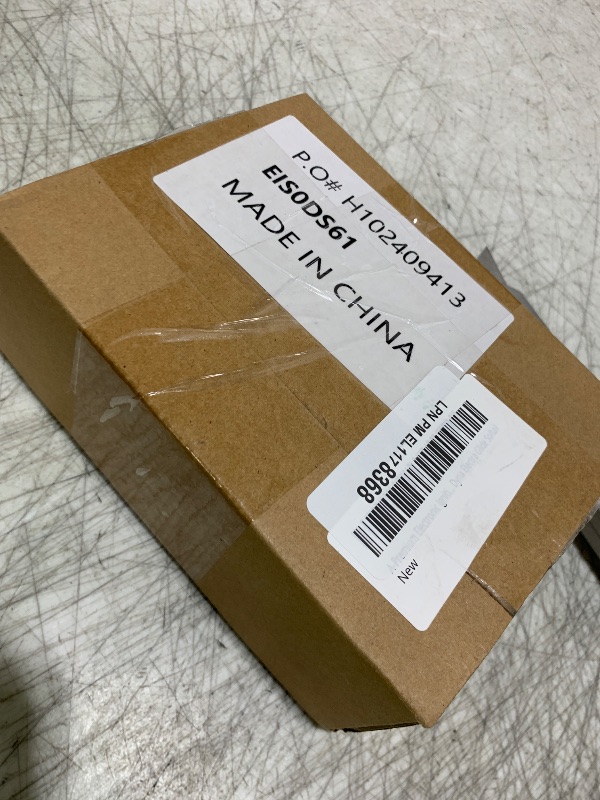 P.O# H102409413
EIS0DS61
MADE IN CHINA
LPN PM EL1178368
New